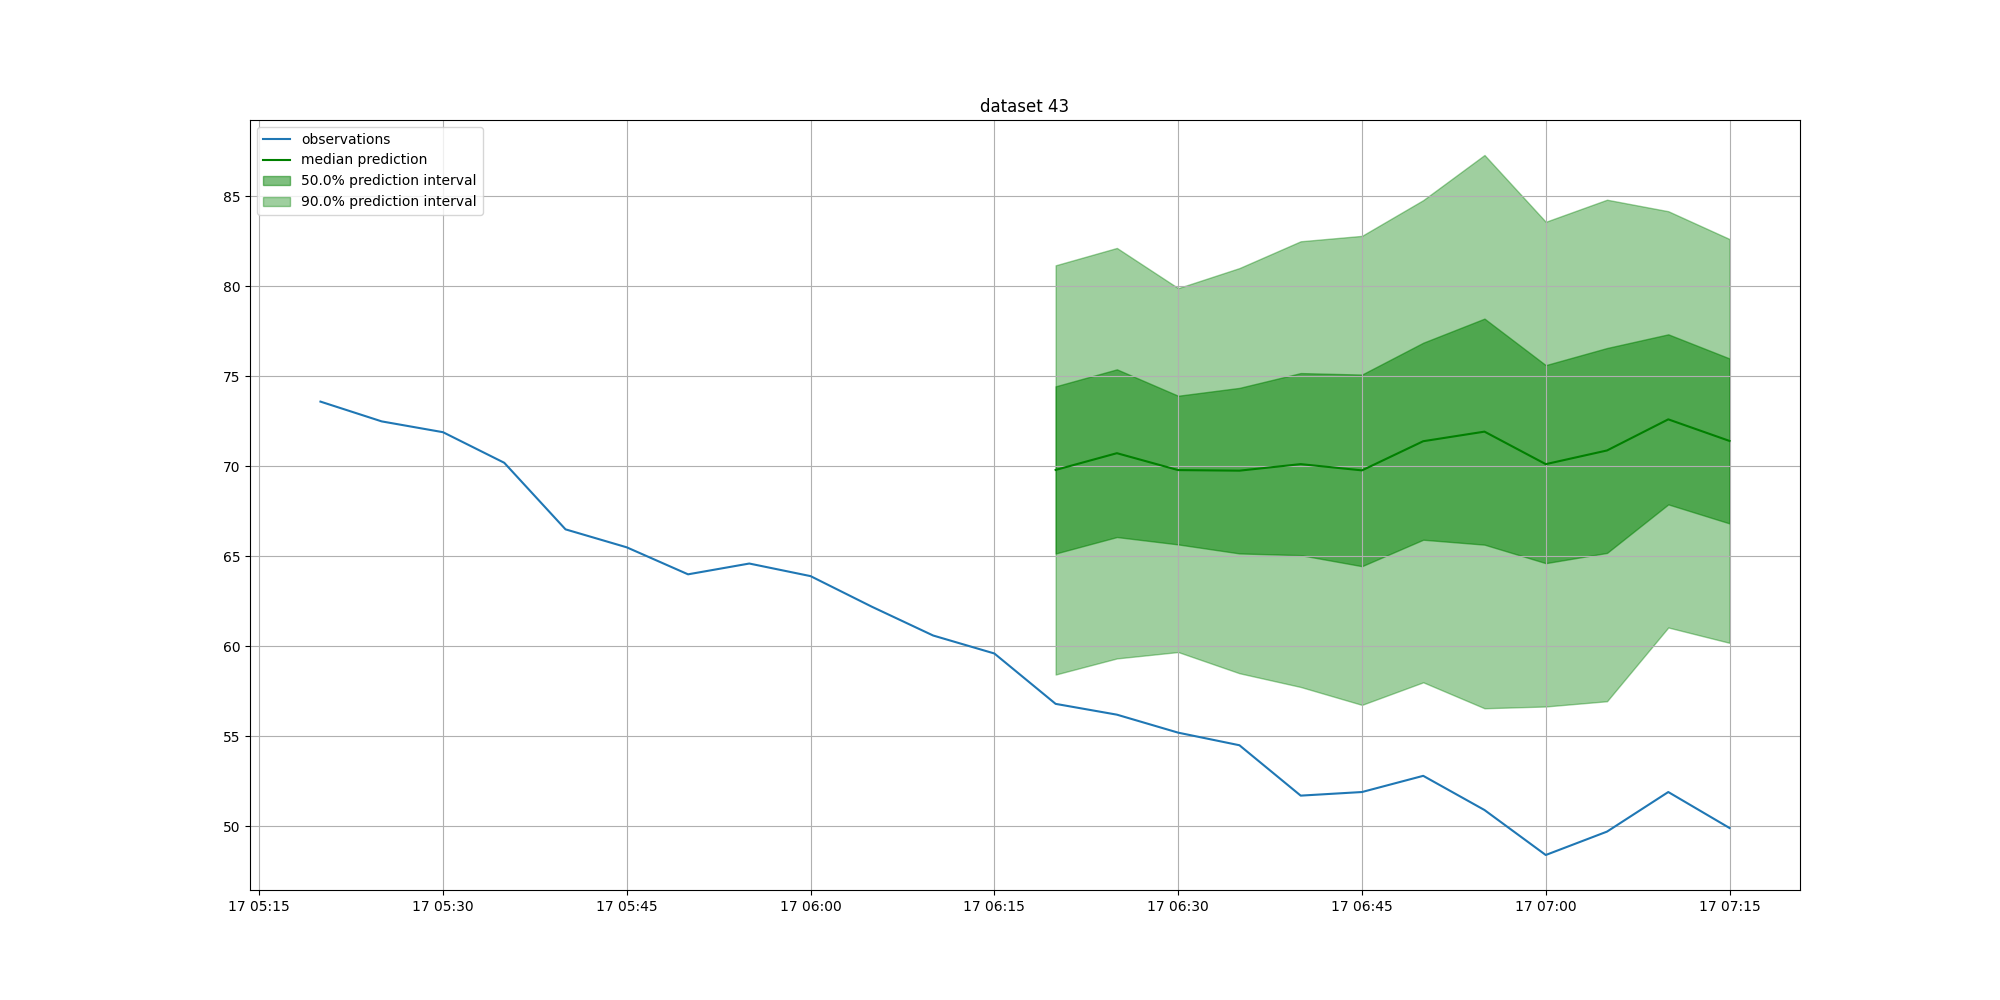 dataset 43
observations
median prediction
50.0% prediction interval
90.0% prediction interval
85
80
75
70
65
60
55
50
17 05:15 17 05:30 17 05:45 17 06:00 17 06:15 17 06:30 17 06:45 17 07:00 17 07:15